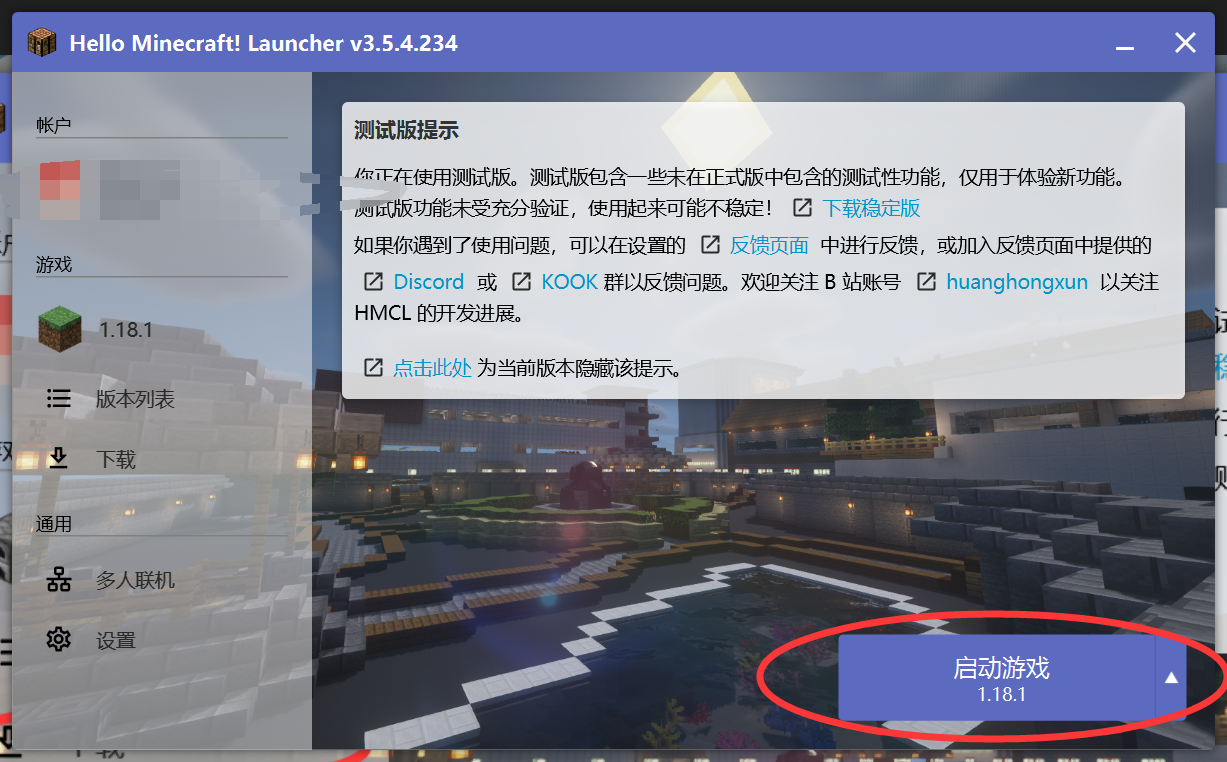 Hello Minecraft! Launcher v3.5.4.234
帐户
游戏
1.18.1
版本列表
下载
通用
多人联机
设置
测试版提示
你正在使用测试版。测试版包含一些未在正式版中包含的测试性功能，仅用于体验新功能。
测试版功能未受充分验证，使用起来可能不稳定！ 下载稳定版
如果你遇到了使用问题，可以在设置的 反馈页面 中进行反馈，或加入反馈页面中提供的
Discord 或 KOOK 群以反馈问题。欢迎关注 B 站账号 huanghongxun 以关注
HMCL 的开发进展。
点击此处 为当前版本隐藏该提示。
启动游戏
1.18.1